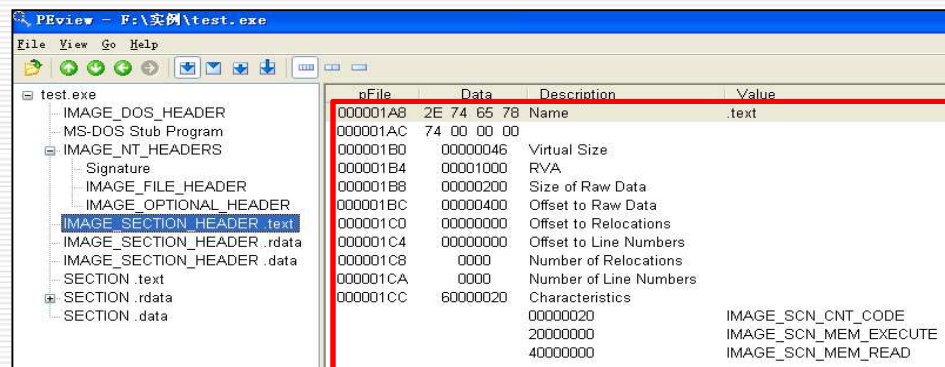 PEview - F:\实例\test.exe
File View Go Help
test.exe
IMAGE_DOS_HEADER
MS-DOS Stub Program
IMAGE_NT_HEADERS
Signature
IMAGE_FILE_HEADER
IMAGE_OPTIONAL_HEADER
IMAGE_SECTION_HEADER .text
IMAGE_SECTION_HEADER .rdata
IMAGE_SECTION_HEADER .data
SECTION .text
SECTION .rdata
SECTION .data
pFile Data Description Value
000001A8 2E 74 65 78 Name .text
000001AC 74 00 00 00
000001B0 00000046 Virtual Size
000001B4 00001000 RVA
000001B8 00000200 Size of Raw Data
000001BC 00000400 Offset to Raw Data
000001C0 00000000 Offset to Relocations
000001C4 00000000 Offset to Line Numbers
000001C8 0000 Number of Relocations
000001CA 0000 Number of Line Numbers
000001CC 60000020 Characteristics
00000020 IMAGE_SCN_CNT_CODE
20000000 IMAGE_SCN_MEM_EXECUTE
40000000 IMAGE_SCN_MEM_READ